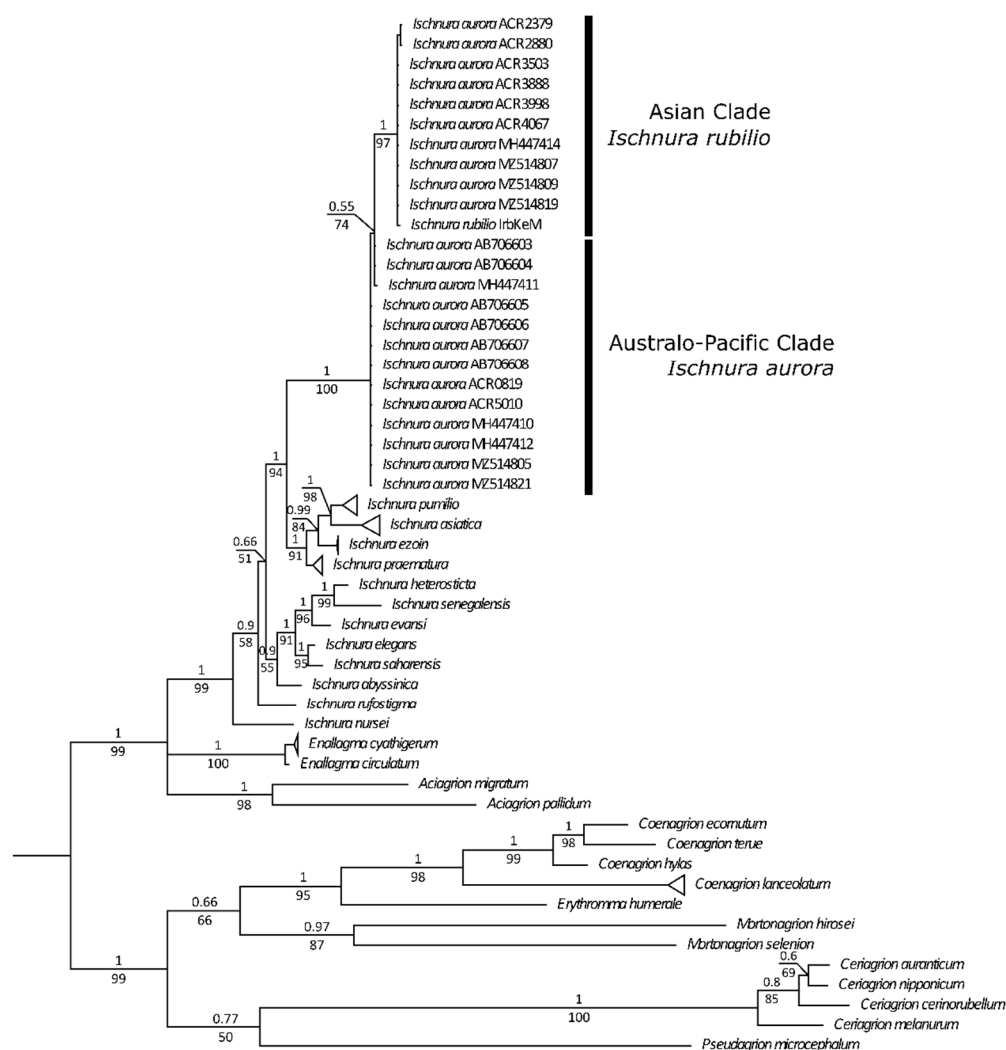 Ischnura aurora ACR2379
Ischnura aurora ACR2880
Ischnura aurora ACR3503
Ischnura aurora ACR3888
Ischnura aurora ACR3998
Ischnura aurora ACR4067
Ischnura aurora MH447414
Ischnura aurora MZ514807
Ischnura aurora MZ514809
Ischnura aurora MZ514819
Ischnura rubilio IrbKeM
Asian Clade
Ischnura rubilio
1
97
0.55
74
Ischnura aurora AB706603
Ischnura aurora AB706604
Ischnura aurora MH447411
Ischnura aurora AB706605
Ischnura aurora AB706606
Ischnura aurora AB706607
Ischnura aurora AB706608
Ischnura aurora ACR0819
Ischnura aurora ACR5010
Ischnura aurora MH447410
Ischnura aurora MH447412
Ischnura aurora MZ514805
Ischnura aurora MZ514821
Australo-Pacific Clade
Ischnura aurora
1
100
1
94
1
98
0.99
84
1
91
Ischnura pumilio
Ischnura asiatica
Ischnura ezoin
Ischnura praematura
0.66
51
Ischnura heterosticta
Ischnura senegalensis
Ischnura evansi
Ischnura elegans
Ischnura saharensis
Ischnura abyssinica
Ischnura rufostigma
Ischnura nursei
1
99
1
96
1
91
1
95
0.9
58
0.9
55
1
99
1
99
1
100
Enallagma cyathigerum
Enallagma circulatum
1
98
Aciagrion migratum
Aciagrion pallidum
Coenagrion ecornutum
Coenagrion terue
Coenagrion hylas
Coenagrion lanceolatum
Erythromma humerale
1
98
1
99
1
98
1
95
0.66
66
0.97
87
Mortonagrion hirosei
Mortonagrion selenion
1
99
0.6
69
0.8
85
Ceriagrion auranticum
Ceriagrion nipponicum
Ceriagrion cerinorubellum
Ceriagrion melanurum
1
100
0.77
50
Pseudagrion microcephalum